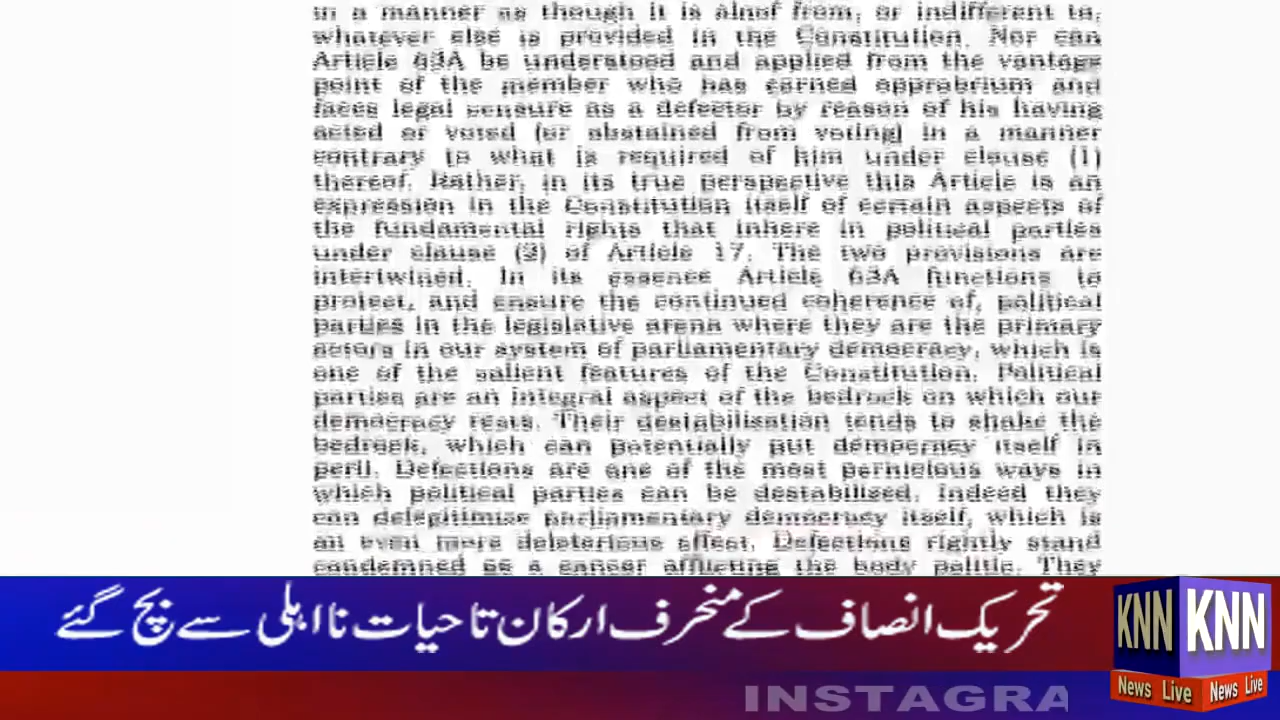 in a manner as though it is aloof from, or indifferent to,
whatever else is provided in the Constitution. Nor can
Article 63A be understood and applied from the vantage
point of the member who has earned opprobrium and
faces legal censure as a defector by reason of his having
acted or voted (or abstained from voting) in a manner
contrary to what is required of him under clause (1)
thereof. Rather, in its true perspective this Article is an
expression in the Constitution itself of certain aspects of
the fundamental rights that inhere in political parties
under clause (2) of Article 17. The two provisions are
intertwined. In its essence Article 63A functions to
protect, and ensure the continued coherence of, political
parties in the legislative arena where they are the primary
actors in our system of parliamentary democracy, which is
one of the salient features of the Constitution. Political
parties are an integral aspect of the bedrock on which our
democracy rests. Their destabilisation tends to shake the
bedrock, which can potentially put democracy itself in
peril. Defections are one of the most pernicious ways in
which political parties can be destabilised. Indeed they
can delegitimise parliamentary democracy itself, which is
an even more deleterious effect. Defections rightly stand
condemned as a cancer afflicting the body politic. They
تحریک انصاف کے منحرف ارکان تاحیات نااہلی سے بچ گئے
KNN KNN
News Live News Live
INSTAGRA